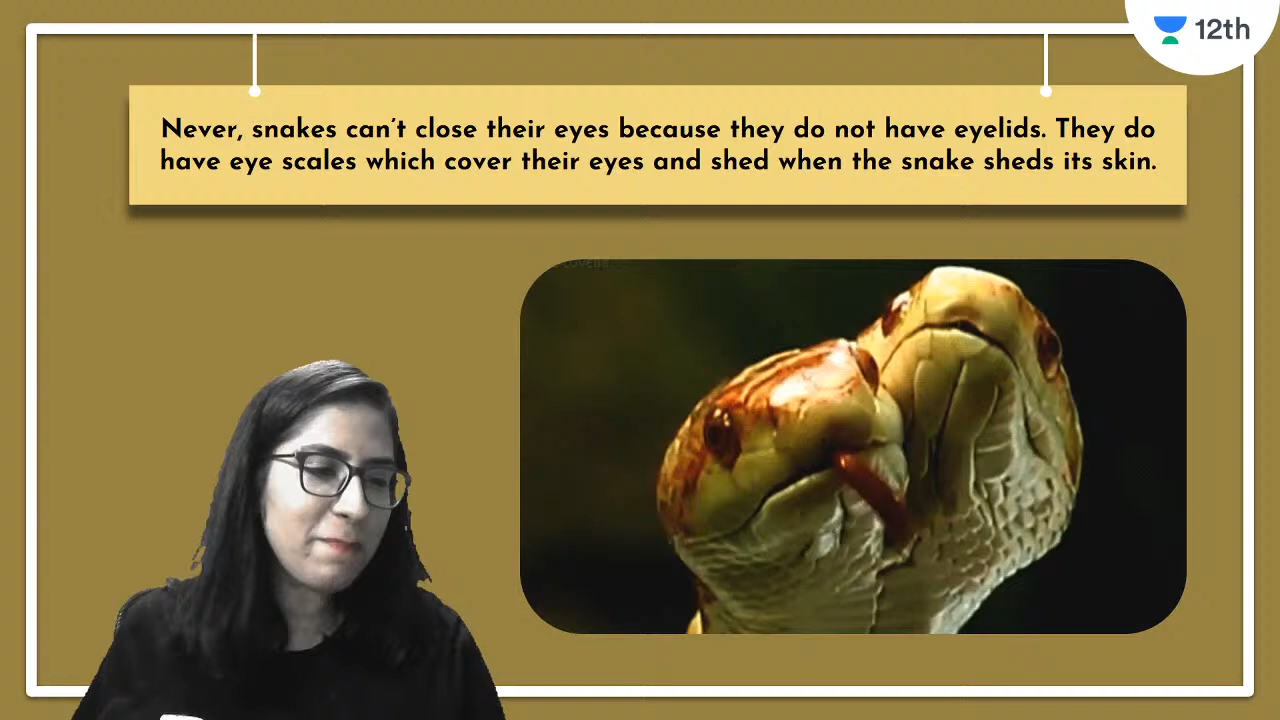 12th
Never, snakes can't close their eyes because they do not have eyelids. They do
have eye scales which cover their eyes and shed when the snake sheds its skin.